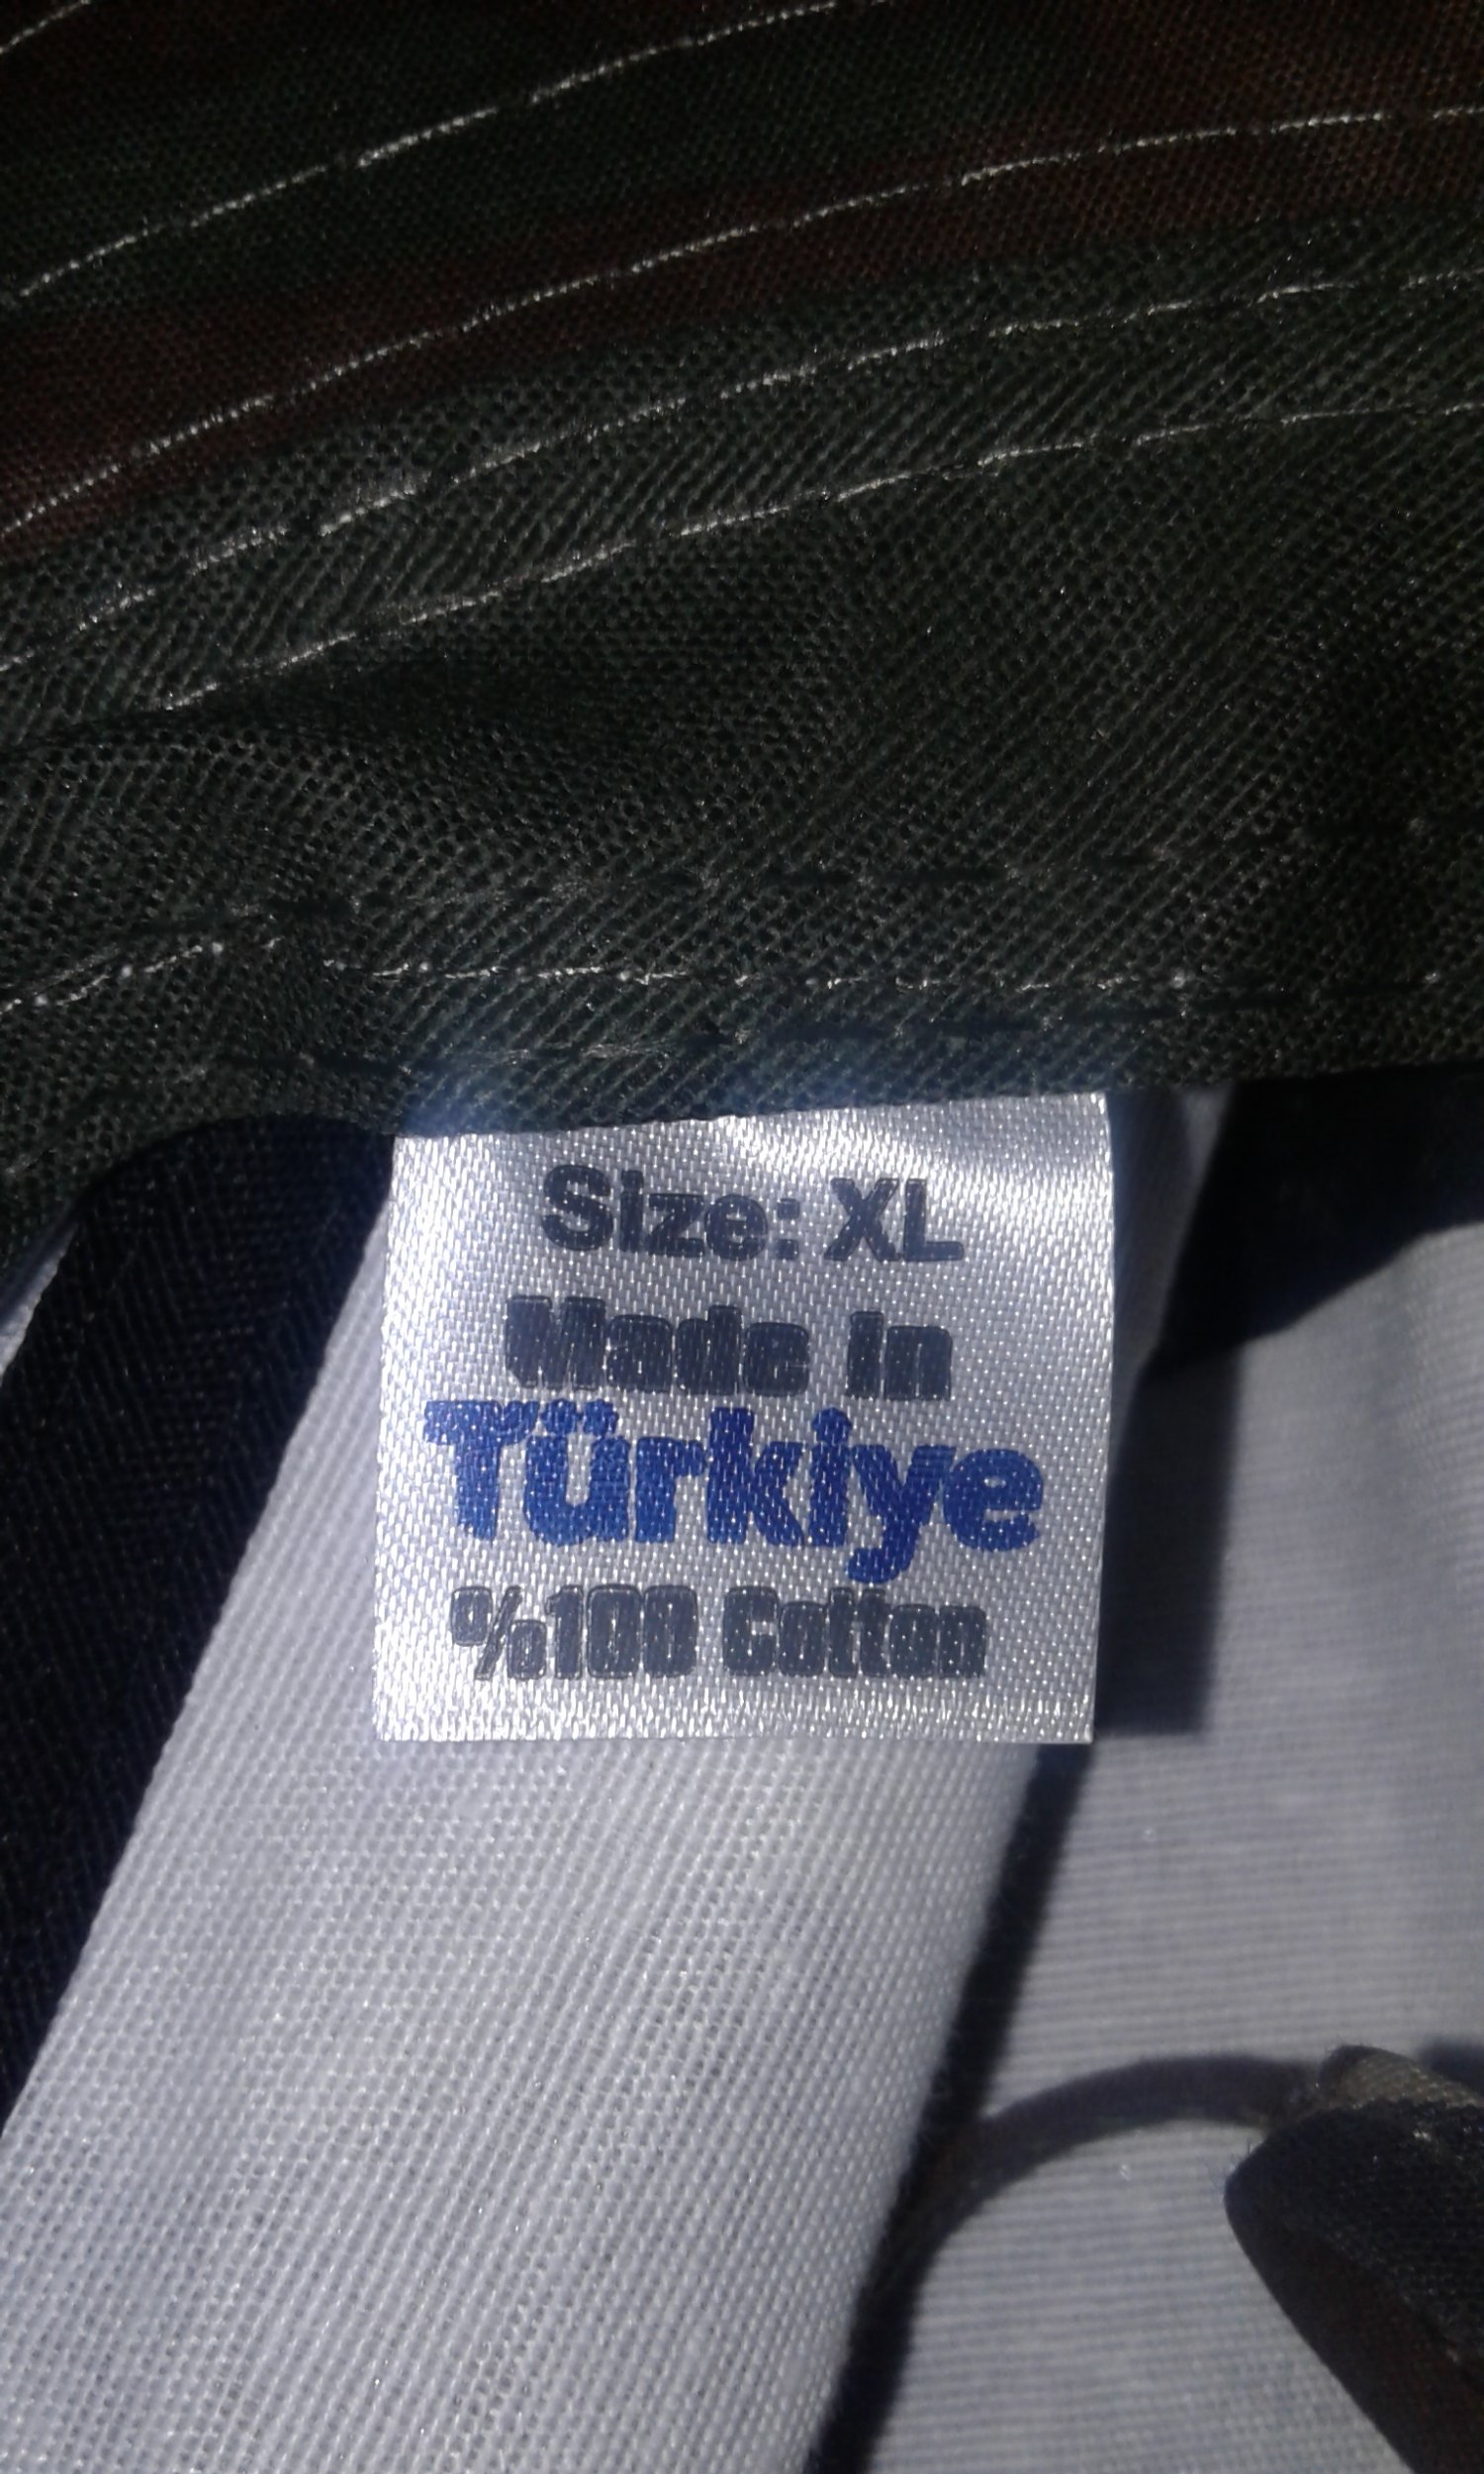 Size: XL
Made in
Türkiye
%100 Cotton